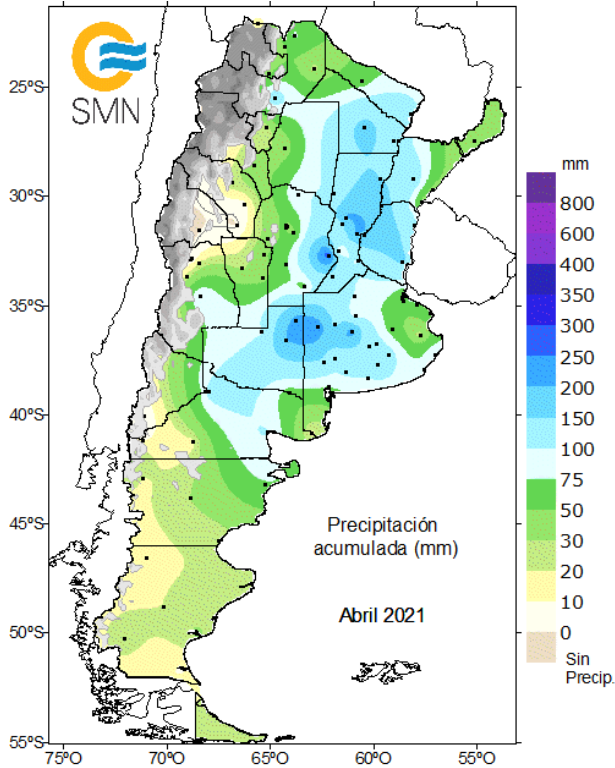 SMN
25ºS
30ºS
35ºS
40ºS
45ºS
50ºS
55ºS
75ºO
70ºO
65ºO
60ºO
55ºO
Precipitación
acumulada (mm)
Abril 2021
mm
800
600
400
350
300
250
200
150
100
75
50
30
20
10
0
Sin
Precip.